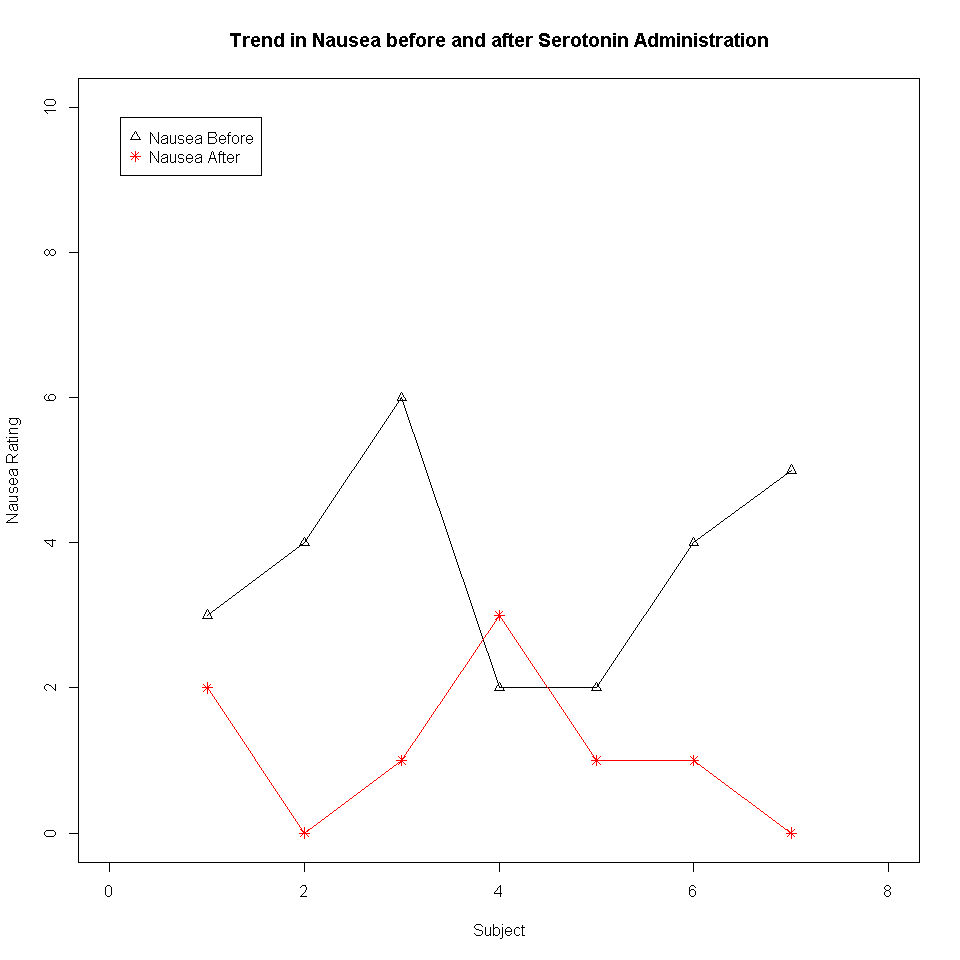 Trend in Nausea before and after Serotonin Administration
Nausea Before
Nausea After
10
8
6
4
2
0
Nausea Rating
0 2 4 6 8
Subject